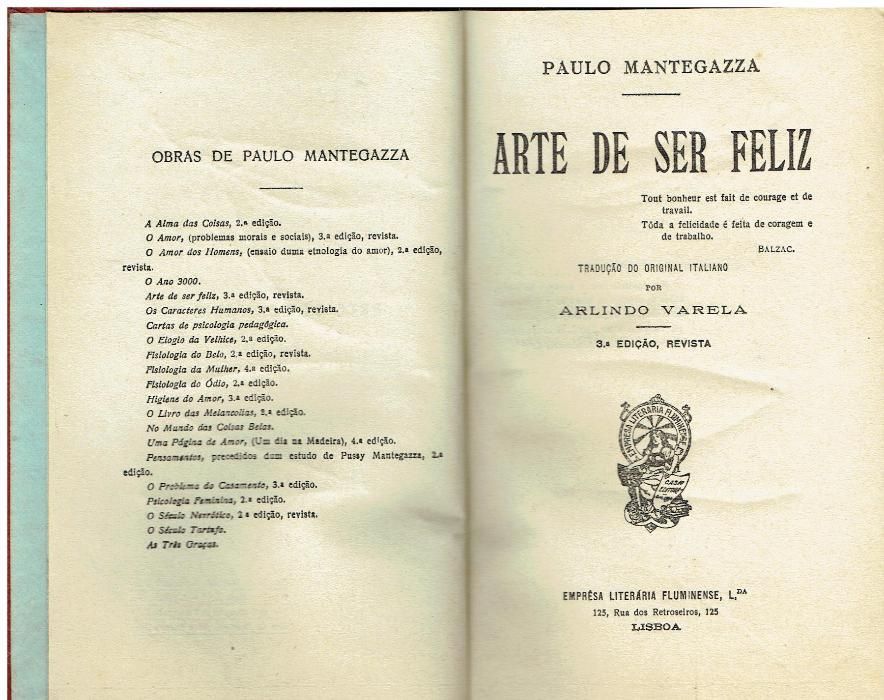 OBRAS DE PAULO MANTEGAZZA
A Alma das Coisas, 2.ª edição.
O Amor, (problemas morais e sociais), 3.ª edição, revista.
O Amor dos Homens, (ensaio duma etnologia do amor), 2.ª edição,
revista.
O Ano 3000.
Arte de ser feliz, 3.ª edição, revista.
Os Caracteres Humanos, 3.ª edição, revista.
Cartas de psicologia pedagógica.
O Elogio da Velhice, 2.ª edição.
Fisiologia do Belo, 2.ª edição, revista.
Fisiologia da Mulher, 4.ª edição.
Fisiologia do Ódio, 2.ª edição.
Higiene do Amor, 3.ª edição.
O Livro das Melancolias, 3.ª edição.
No Mundo das Coisas Belas.
Uma Página de Amor, (Um dia na Madeira), 4.ª edição.
Pensamentos, precedidos dum estudo de Pussy Mantegazza, 2.ª
edição.
O Problema do Casamento, 3.ª edição.
Psicologia Feminina, 2.ª edição.
O Século Nevrótico, 2 ª edição, revista.
O Século Tartufo.
As Três Graças.
PAULO MANTEGAZZA
ARTE DE SER FELIZ
Tout bonheur est fait de courage et de
travail.
Tôda a felicidade é feita de coragem e
de trabalho.
BALZAC.
TRADUÇÃO DO ORIGINAL ITALIANO
POR
ARLINDO VARELA
3.ª EDIÇÃO, REVISTA
EMPRESA LITERARIA FLUMINENSE
CASA
EDITORA
EMPRÊSA LITERÁRIA FLUMINENSE, L.DA
125, Rua dos Retroseiros, 125
LISBOA